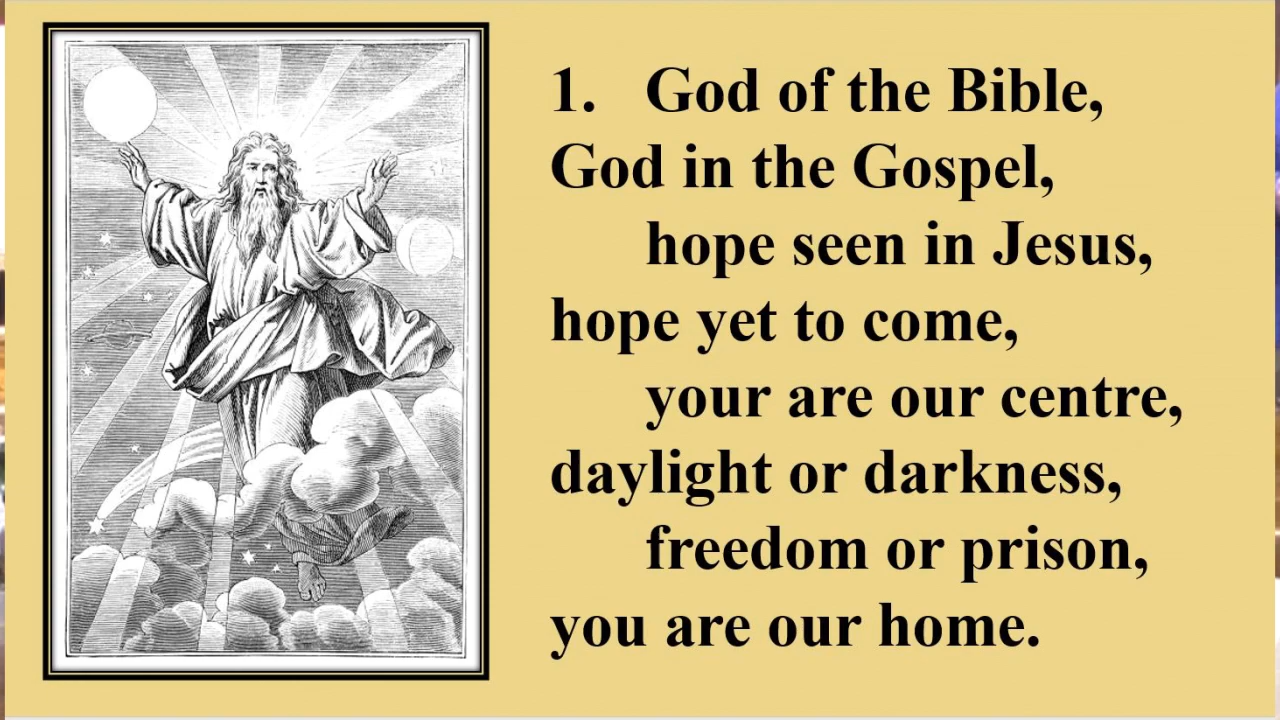 1. God of the Bible,
God in the Gospel,
hope seen in Jesus,
hope yet to come,
your are our centre,
daylight or darkness,
freedom or prison,
you are our home.